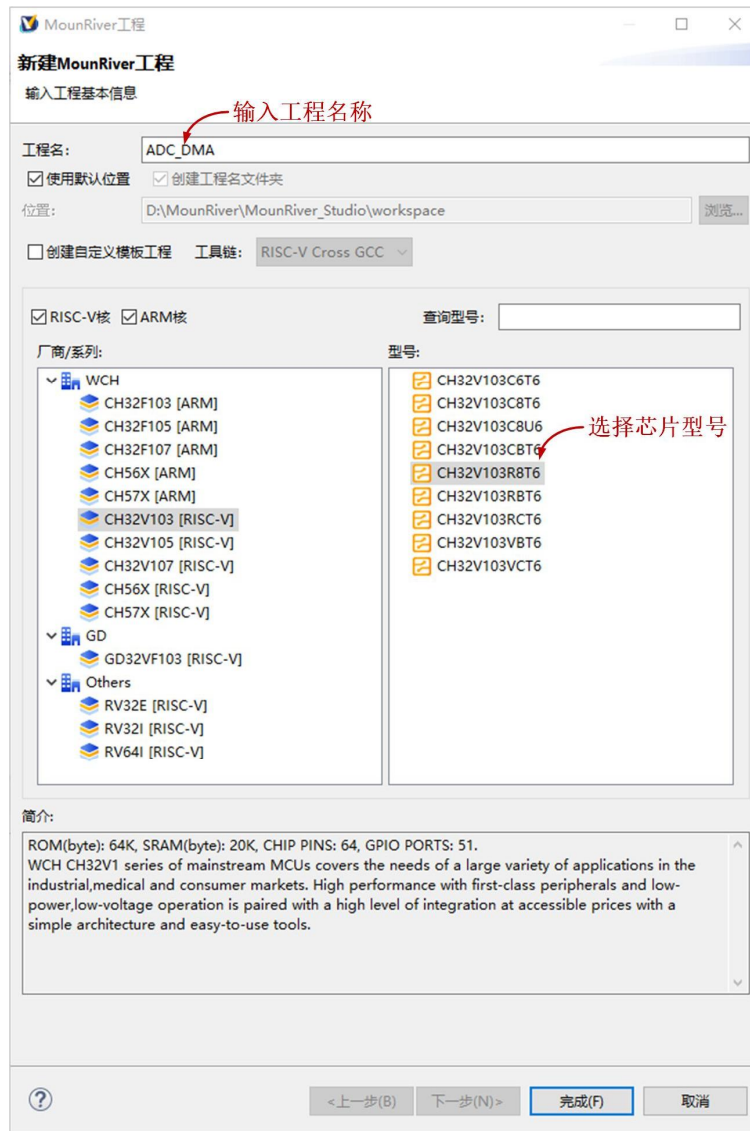 MounRiver工程
新建MounRiver工程
输入工程基本信息
输入工程名称
工程名:
ADC_DMA
使用默认位置
创建工程名文件夹
位置:
D:\MounRiver\MounRiver_Studio\workspace
浏览...
创建自定义模板工程
工具链:
RISC-V Cross GCC
RISC-V核
ARM核
查询型号:
厂商/系列:
WCH
CH32F103 [ARM]
CH32F105 [ARM]
CH32F107 [ARM]
CH56X [ARM]
CH57X [ARM]
CH32V103 [RISC-V]
CH32V105 [RISC-V]
CH32V107 [RISC-V]
CH56X [RISC-V]
CH57X [RISC-V]
GD
GD32VF103 [RISC-V]
Others
RV32E [RISC-V]
RV32I [RISC-V]
RV64I [RISC-V]
型号:
CH32V103C6T6
CH32V103C8T6
CH32V103C8U6
CH32V103CBT6
CH32V103R8T6
CH32V103RBT6
CH32V103RCT6
CH32V103VBT6
CH32V103VCT6
选择芯片型号
简介:
ROM(byte): 64K, SRAM(byte): 20K, CHIP PINS: 64, GPIO PORTS: 51.
WCH CH32V1 series of mainstream MCUs covers the needs of a large variety of applications in the
industrial,medical and consumer markets. High performance with first-class peripherals and low-
power,low-voltage operation is paired with a high level of integration at accessible prices with a
simple architecture and easy-to-use tools.
?
<上一步(B)
下一步(N)>
完成(F)
取消